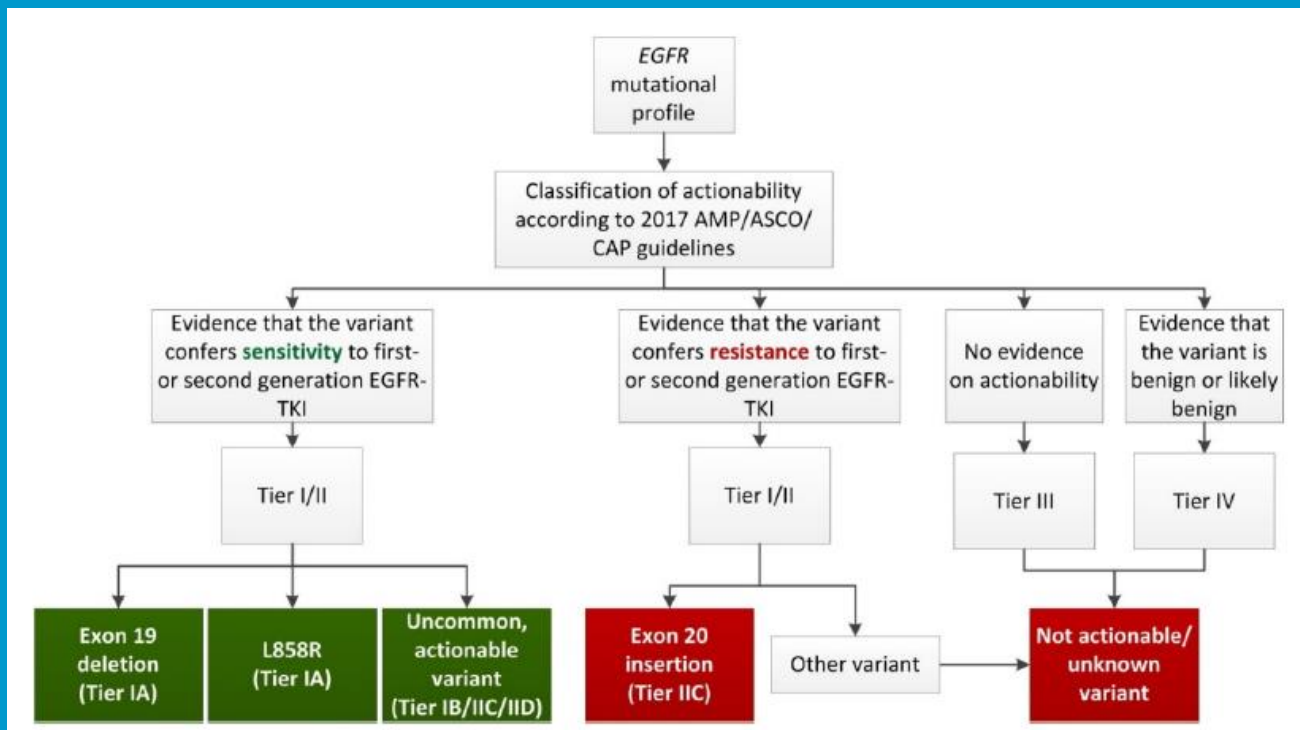 EGFR
mutational
profile
Classification of actionability
according to 2017 AMP/ASCO/
CAP guidelines
Evidence that the variant
confers sensitivity to first-
or second generation EGFR-
TKI
Evidence that the variant
confers resistance to first-
or second generation EGFR-
TKI
No evidence
on actionability
Evidence that
the variant is
benign or likely
benign
Tier I/II
Tier I/II
Tier III
Tier IV
Exon 19
deletion
(Tier IA)
L858R
(Tier IA)
Uncommon,
actionable
variant
(Tier IB/IIC/IID)
Exon 20
insertion
(Tier IIC)
Other variant
Not actionable/
unknown
variant